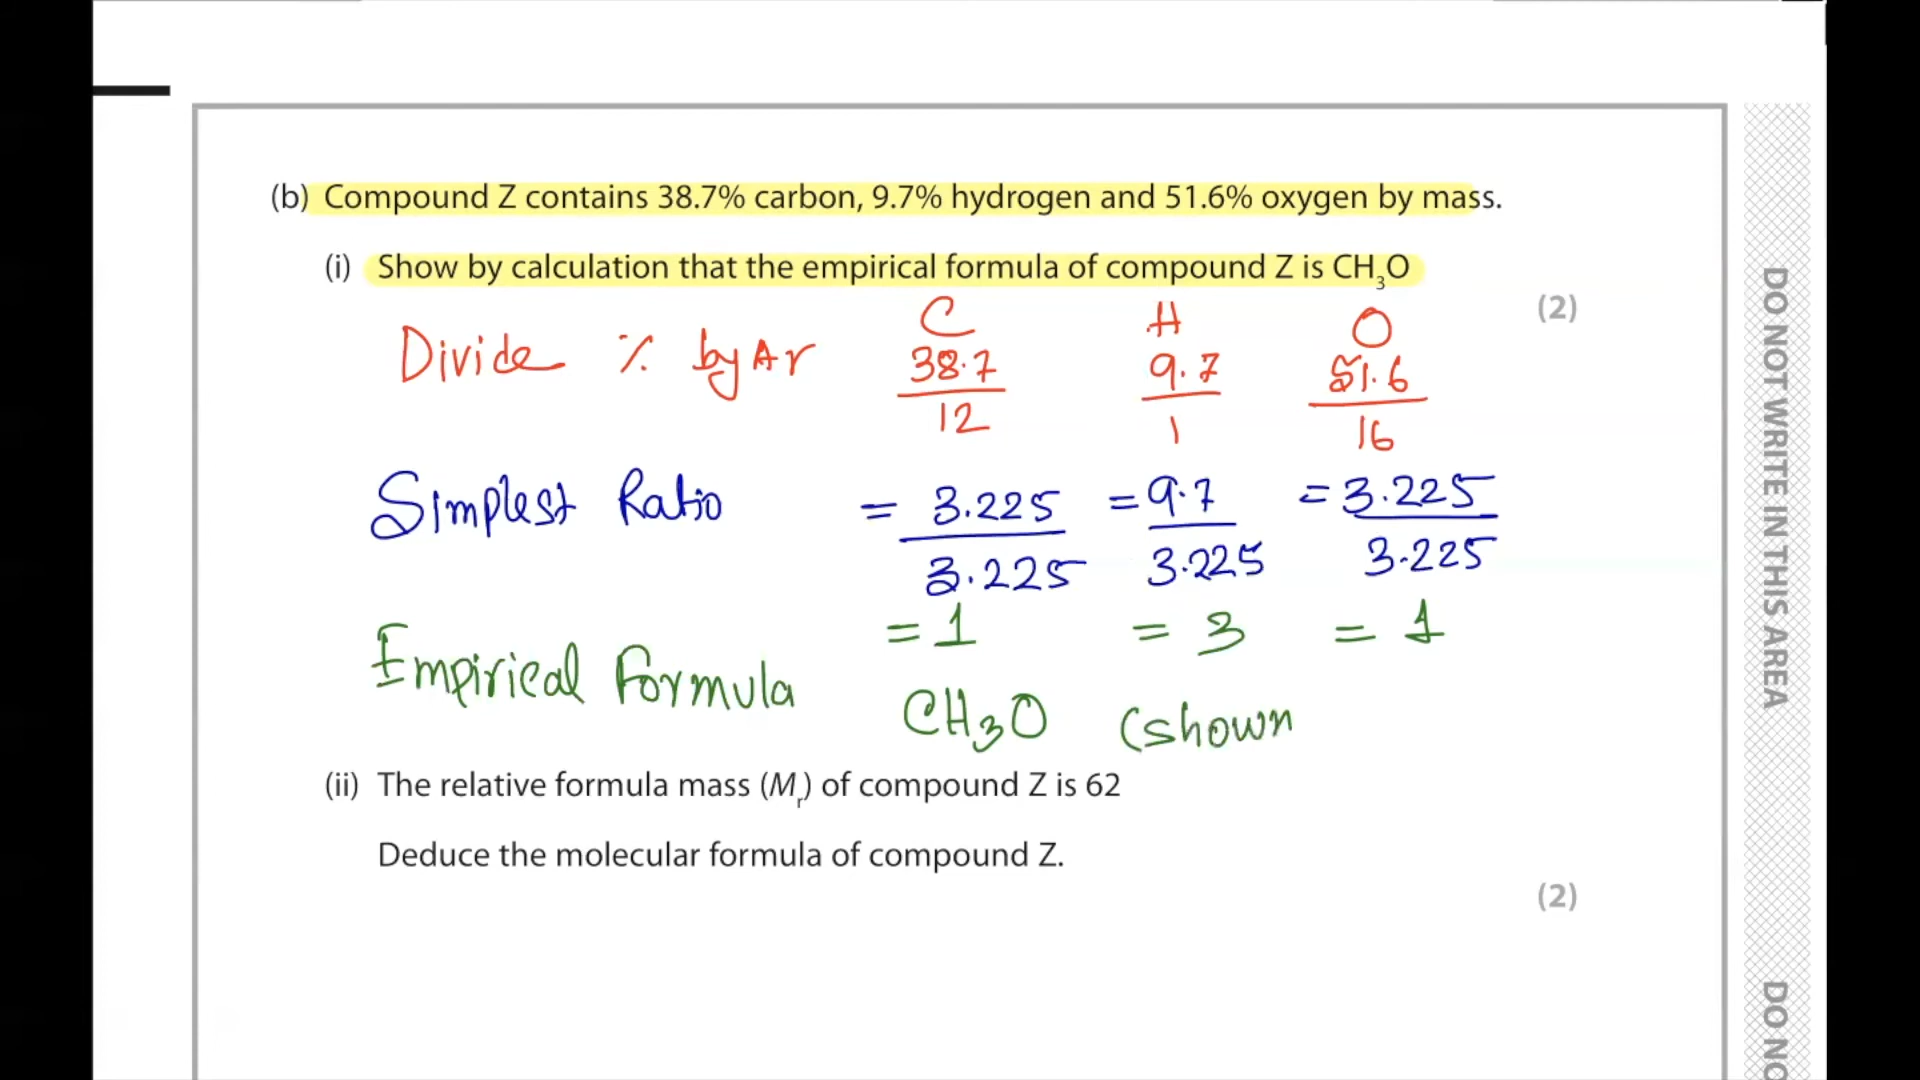 (b) Compound Z contains 38.7% carbon, 9.7% hydrogen and 51.6% oxygen by mass.
(i) Show by calculation that the empirical formula of compound Z is CH₃O
(2)
C H O
Divide % by Ar 38.7/12 9.7/1 51.6/16
Simplest Ratio = 3.225/3.225 = 9.7/3.225 = 3.225/3.225
= 1 = 3 = 1
Empirical Formula CH₃O (shown
(ii) The relative formula mass (Mᵣ) of compound Z is 62
Deduce the molecular formula of compound Z.
(2)
DO NOT WRITE IN THIS AREA
DO NO